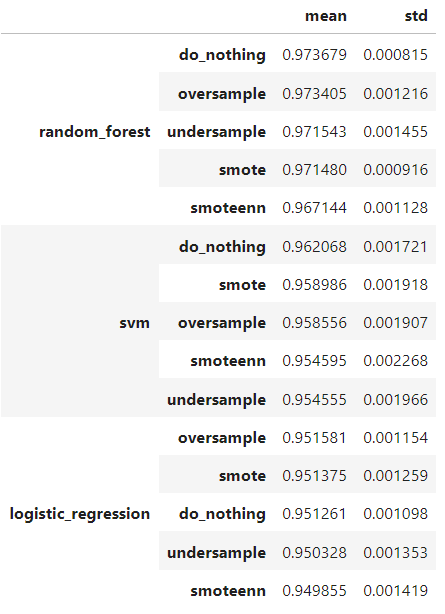 mean std
do_nothing 0.973679 0.000815
oversample 0.973405 0.001216
random_forest undersample 0.971543 0.001455
smote 0.971480 0.000916
smoteenn 0.967144 0.001128
do_nothing 0.962068 0.001721
smote 0.958986 0.001918
svm oversample 0.958556 0.001907
smoteenn 0.954595 0.002268
undersample 0.954555 0.001966
oversample 0.951581 0.001154
smote 0.951375 0.001259
logistic_regression do_nothing 0.951261 0.001098
undersample 0.950328 0.001353
smoteenn 0.949855 0.001419